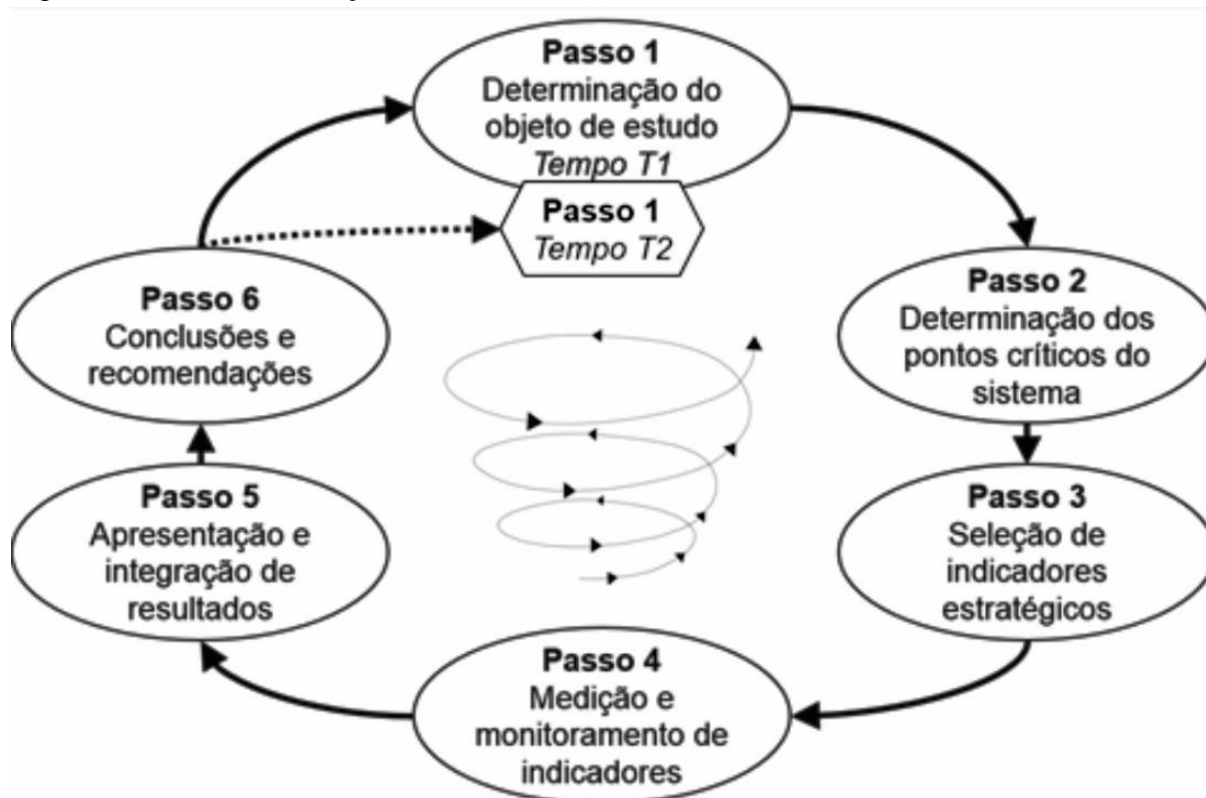 Passo 1
Determinação do
objeto de estudo
Tempo T1
Passo 1
Tempo T2
Passo 2
Determinação dos
pontos críticos do
sistema
Passo 3
Seleção de
indicadores
estratégicos
Passo 4
Medição e
monitoramento de
indicadores
Passo 5
Apresentação e
integração de
resultados
Passo 6
Conclusões e
recomendações